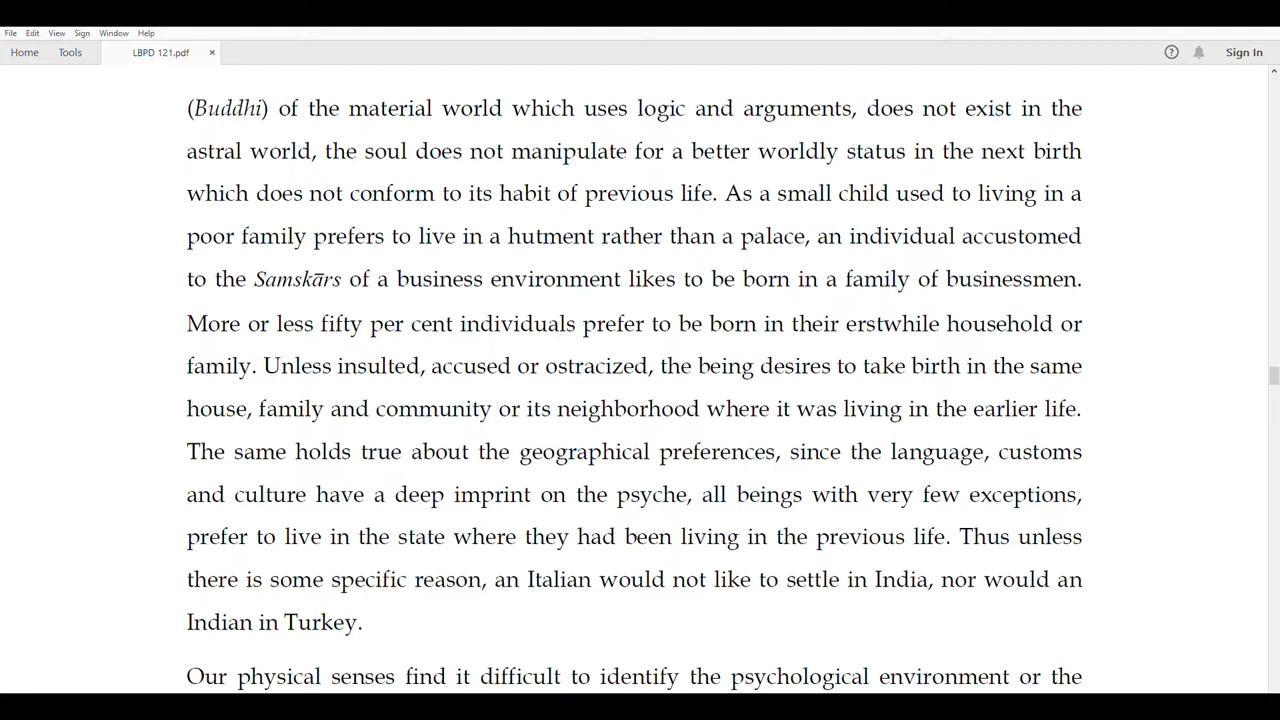 File Edit View Sign Window Help
Home Tools LBPD 121.pdf × ? Sign In
(Buddhi) of the material world which uses logic and arguments, does not exist in the
astral world, the soul does not manipulate for a better worldly status in the next birth
which does not conform to its habit of previous life. As a small child used to living in a
poor family prefers to live in a hutment rather than a palace, an individual accustomed
to the Samskārs of a business environment likes to be born in a family of businessmen.
More or less fifty per cent individuals prefer to be born in their erstwhile household or
family. Unless insulted, accused or ostracized, the being desires to take birth in the same
house, family and community or its neighborhood where it was living in the earlier life.
The same holds true about the geographical preferences, since the language, customs
and culture have a deep imprint on the psyche, all beings with very few exceptions,
prefer to live in the state where they had been living in the previous life. Thus unless
there is some specific reason, an Italian would not like to settle in India, nor would an
Indian in Turkey.
Our physical senses find it difficult to identify the psychological environment or the